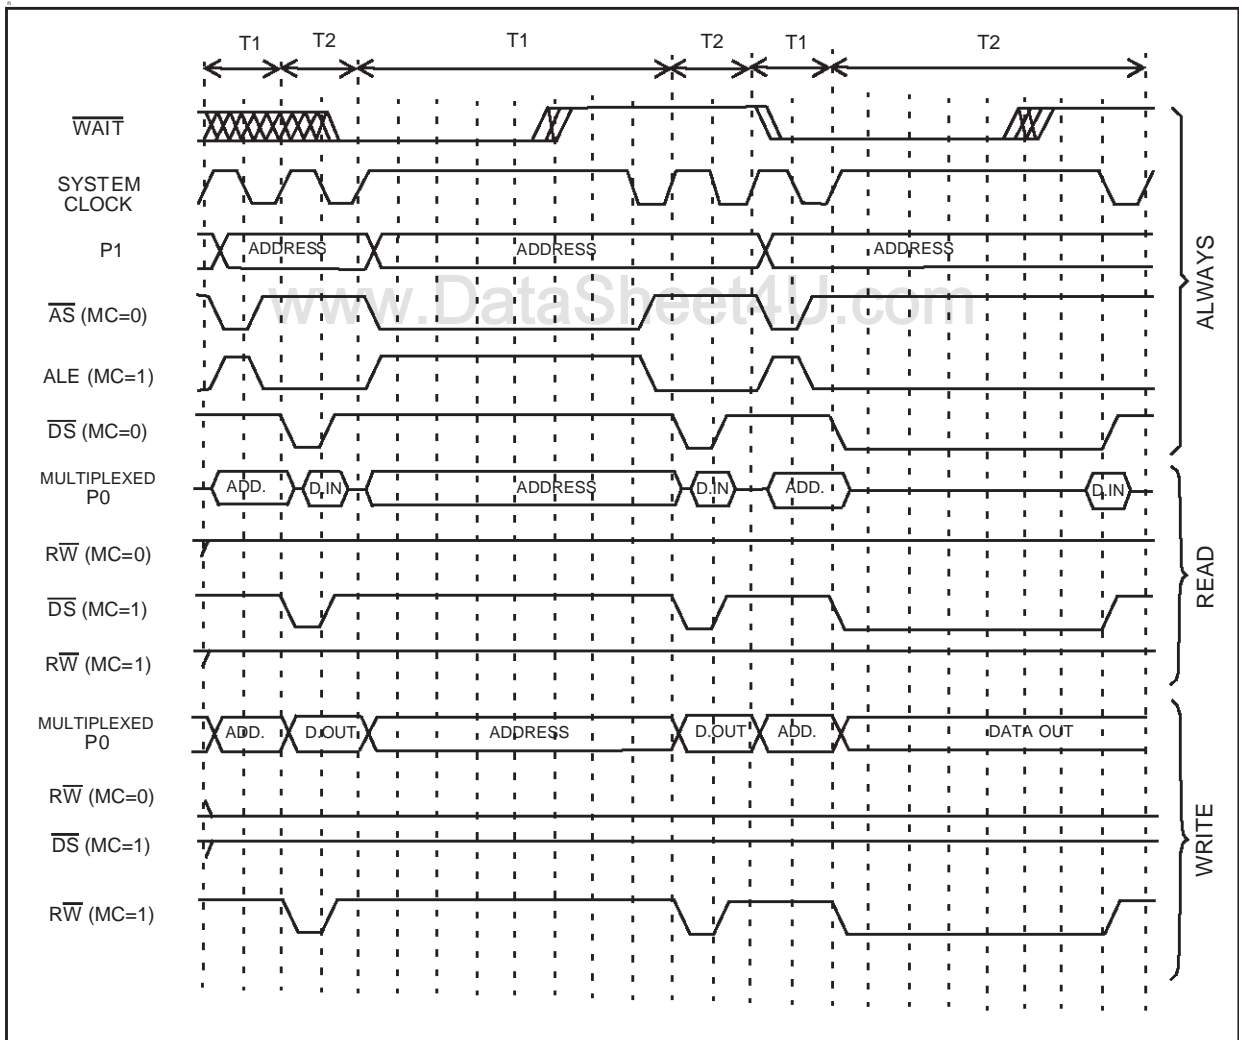 T1 T2 T1 T2 T1 T2
WAIT
SYSTEM
CLOCK
P1 ADDRESS ADDRESS ADDRESS
www.DataSheet4U.com
AS (MC=0)
ALE (MC=1)
DS (MC=0)
ALWAYS
MULTIPLEXED
P0
ADD. D.IN ADDRESS D.IN ADD. D.IN
RW (MC=0)
DS (MC=1)
RW (MC=1)
READ
MULTIPLEXED
P0
ADD. D.OUT ADDRESS D.OUT ADD. DATA OUT
RW (MC=0)
DS (MC=1)
RW (MC=1)
WRITE